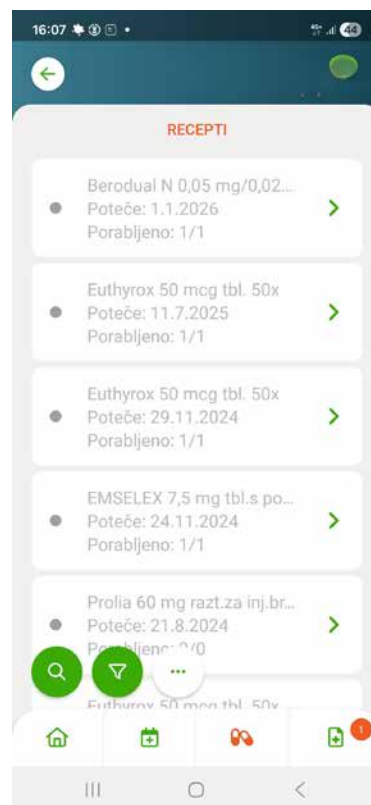 16:07
4G+
44
RECEPTI
Berodual N 0,05 mg/0,02...
Poteče: 1.1.2026
Porabljeno: 1/1
Euthyrox 50 mcg tbl. 50x
Poteče: 11.7.2025
Porabljeno: 1/1
Euthyrox 50 mcg tbl. 50x
Poteče: 29.11.2024
Porabljeno: 1/1
EMSELEX 7,5 mg tbl.s po...
Poteče: 24.11.2024
Porabljeno: 1/1
Prolia 60 mg razt.za inj.br...
Poteče: 21.8.2024
Porabljeno: 0/0
Euthyrox 50 mcg tbl. 50x
1